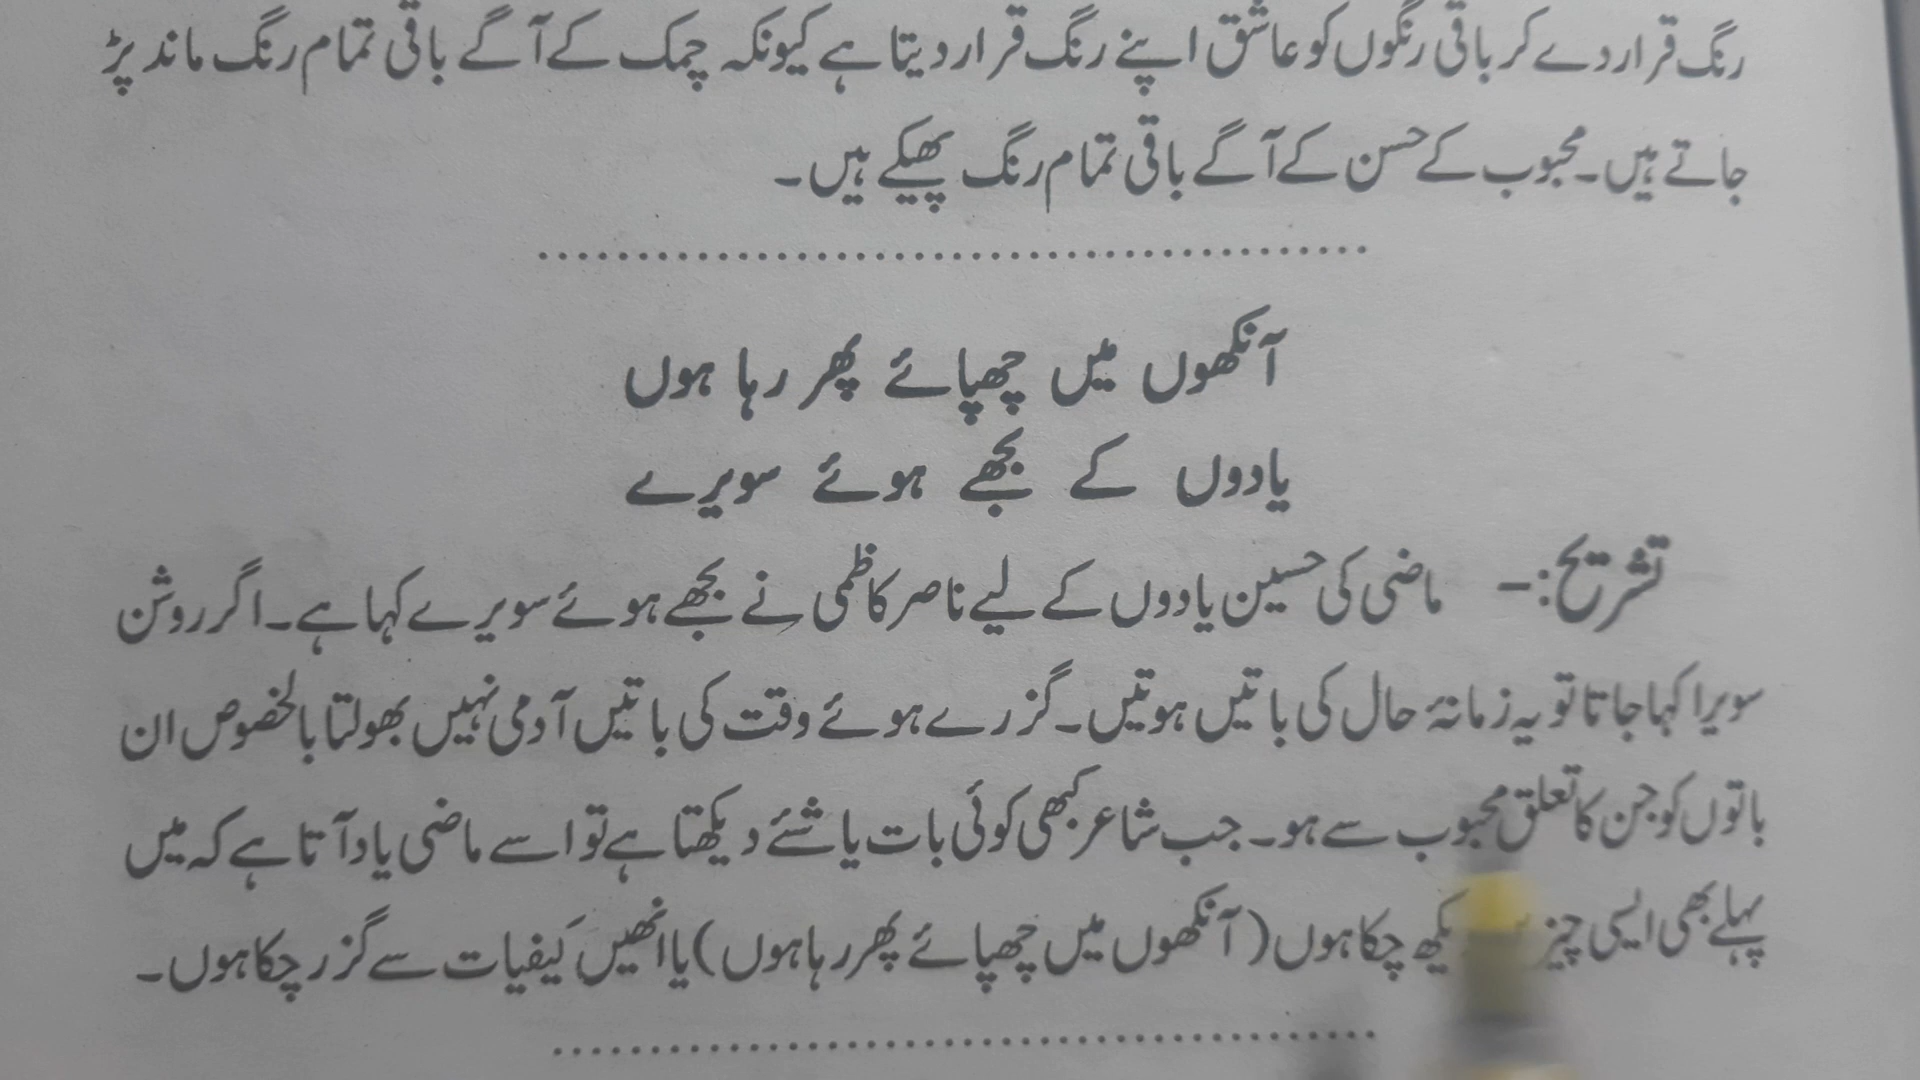 رنگ قرار دے کر باقی رنگوں کو عاشق اپنے رنگ قرار دیتا ہے کیونکہ چمک کے آگے باقی تمام رنگ ماند پڑ
جاتے ہیں۔ محبوب کے حسن کے آگے باقی تمام رنگ پھیکے ہیں۔
آنکھوں میں چھپائے پھر رہا ہوں
یادوں کے بجھے ہوئے سویرے
تشریح:- ماضی کی حسین یادوں کے لیے ناصر کاظمی نے بجھے ہوئے سویرے کہا ہے۔ اگر روشن
سویرا کہا جاتا تو یہ زمانۂ حال کی باتیں ہوتیں۔ گزرے ہوئے وقت کی باتیں آدمی نہیں بھولتا بالخصوص ان
باتوں کو جن کا تعلق محبوب سے ہو۔ جب شاعر کبھی کوئی بات یا شئے دیکھتا ہے تو اسے ماضی یاد آتا ہے کہ میں
پہلے بھی ایسی چیز چکا ہوں (آنکھوں میں چھپائے پھر رہا ہوں) یا انھیں کیفیات سے گزر چکا ہوں۔